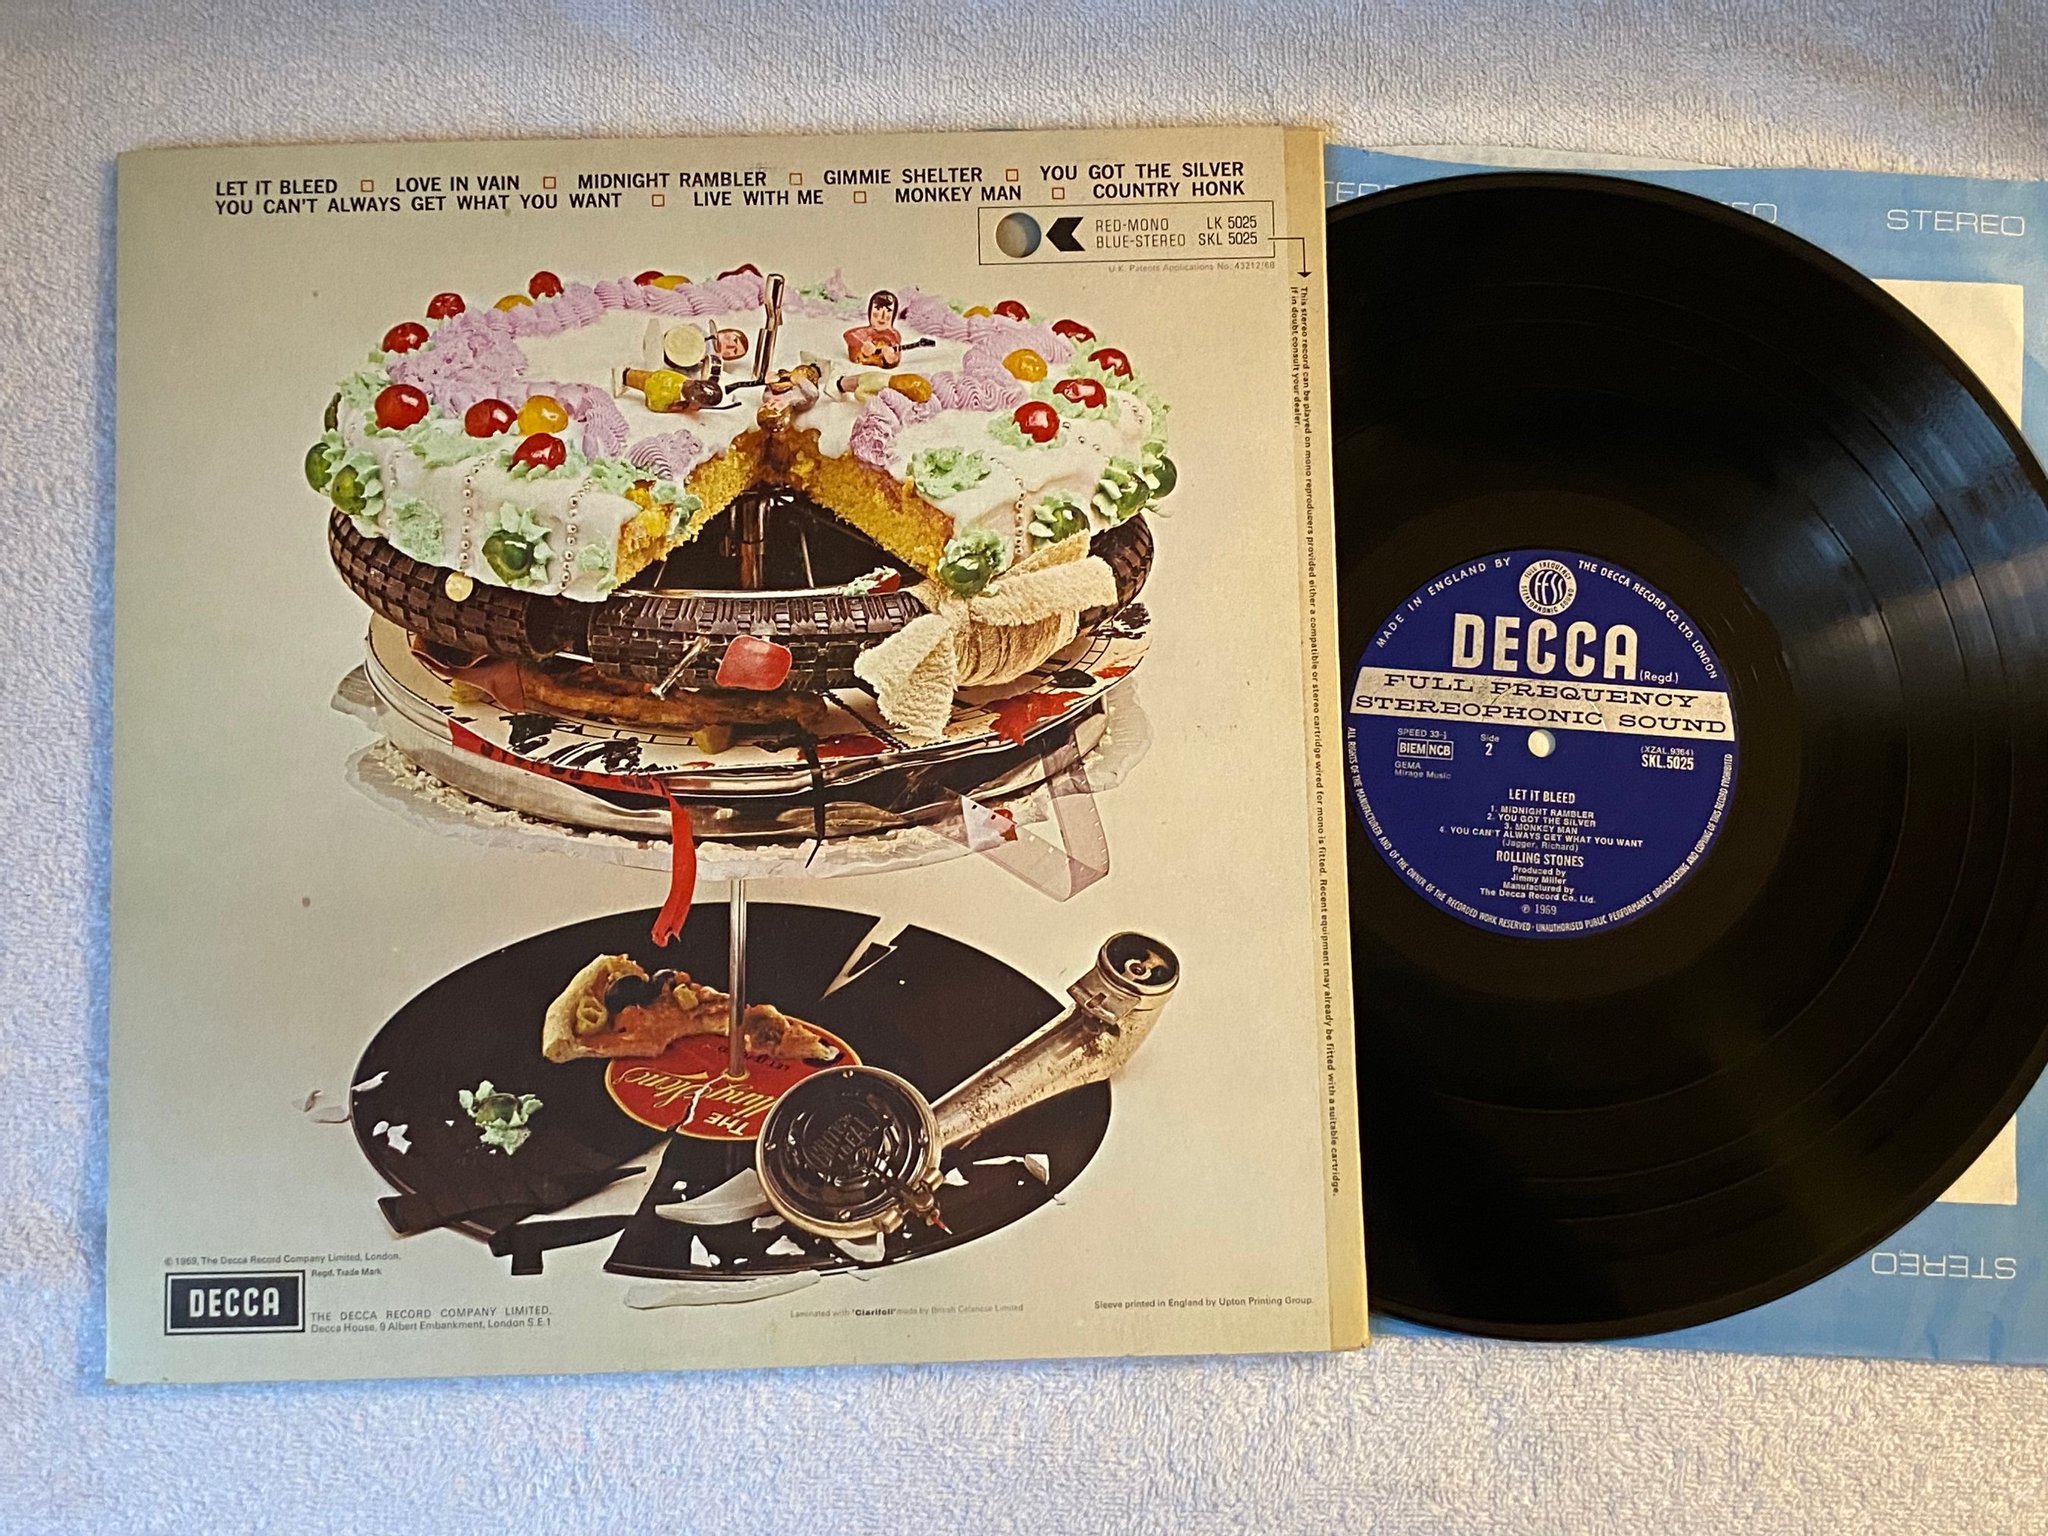 LET IT BLEED □ LOVE IN VAIN □ MIDNIGHT RAMBLER □ GIMMIE SHELTER □ YOU GOT THE SILVER
YOU CAN'T ALWAYS GET WHAT YOU WANT □ LIVE WITH ME □ MONKEY MAN □ COUNTRY HONK
RED-MONO LK 5025
BLUE-STEREO SKL 5025
U.K. Patents Applications No. 43212/68
This stereo record can be played on mono reproducers provided either a compatible or stereo cartridge wired for mono is fitted. Recent equipment may already be fitted with a suitable cartridge.
If in doubt consult your dealer.
THE
LET IT
© 1969, The Decca Record Company Limited, London.
Regd. Trade Mark
DECCA
THE DECCA RECORD COMPANY LIMITED.
Decca House, 9 Albert Embankment, London S.E.1
Laminated with 'Clarifoil' made by British Celanese Limited
Sleeve printed in England by Upton Printing Group.
STEREO
STEREO
MADE IN ENGLAND BY THE DECCA RECORD CO. LTD. LONDON
FULL FREQUENCY
ffss
STEREOPHONIC SOUND
DECCA
(Regd.)
FULL FREQUENCY
STEREOPHONIC SOUND
SPEED 33⅓
BIEM NCB
GEMA
Mirage Music
Side
2
(XZAL.9364)
SKL.5025
LET IT BLEED
1. MIDNIGHT RAMBLER
2. YOU GOT THE SILVER
3. MONKEY MAN
4. YOU CAN'T ALWAYS GET WHAT YOU WANT
(Jagger, Richard)
ROLLING STONES
Produced by
Jimmy Miller
Manufactured by
The Decca Record Co. Ltd.
℗ 1969
ALL RIGHTS OF THE MANUFACTURER AND OF THE OWNER OF THE RECORDED WORK RESERVED · UNAUTHORISED PUBLIC PERFORMANCE BROADCASTING AND COPYING OF THIS RECORD PROHIBITED